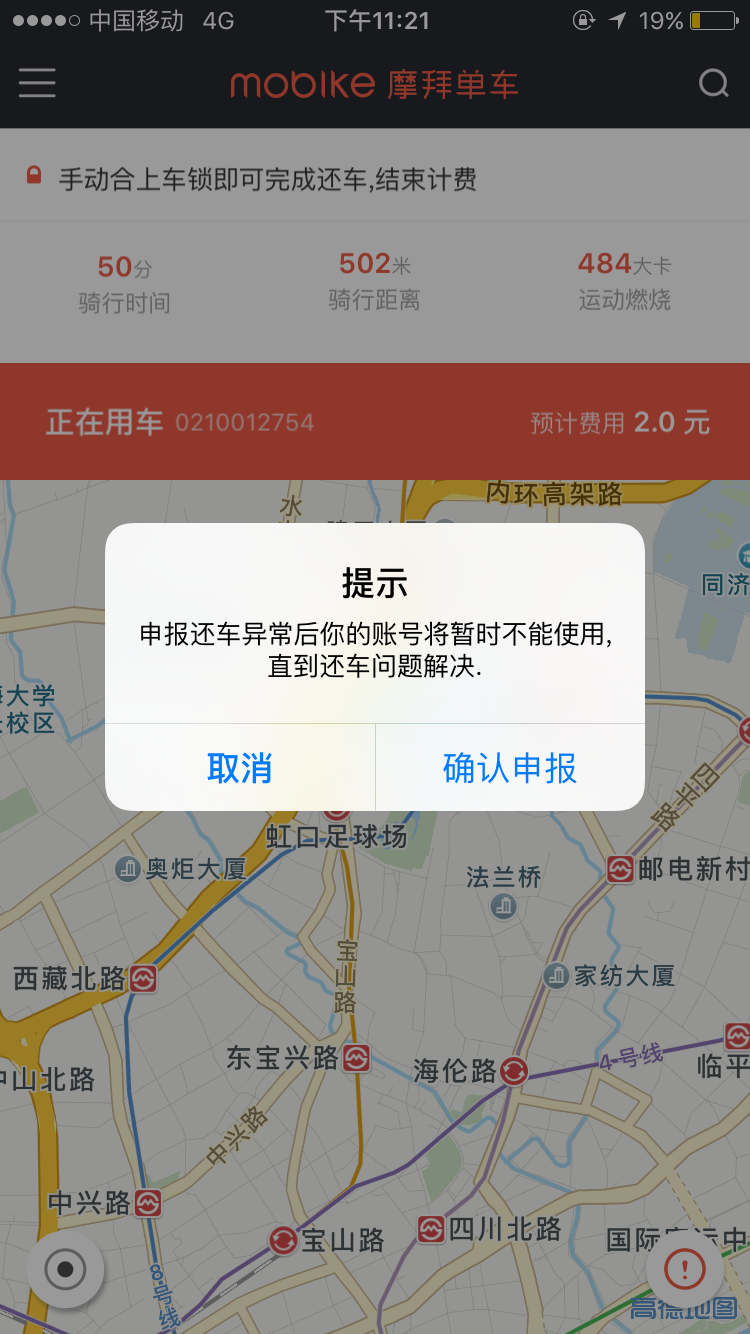 中国移动 4G 下午11:21 19%
mobike 摩拜单车
手动合上车锁即可完成还车,结束计费
50分 502米 484大卡
骑行时间 骑行距离 运动燃烧
正在用车 0210012754 预计费用 2.0 元
内环高架路
水
同济
提示
申报还车异常后你的账号将暂时不能使用,
直到还车问题解决.
海大学
校区
取消 确认申报
四平路
虹口足球场
奥炬大厦
法兰桥
邮电新村
宝山路
西藏北路
家纺大厦
东宝兴路
海伦路
4号线
临平
中山北路
中兴路
中兴路
宝山路
四川北路
国际
中
8号线
高德地图